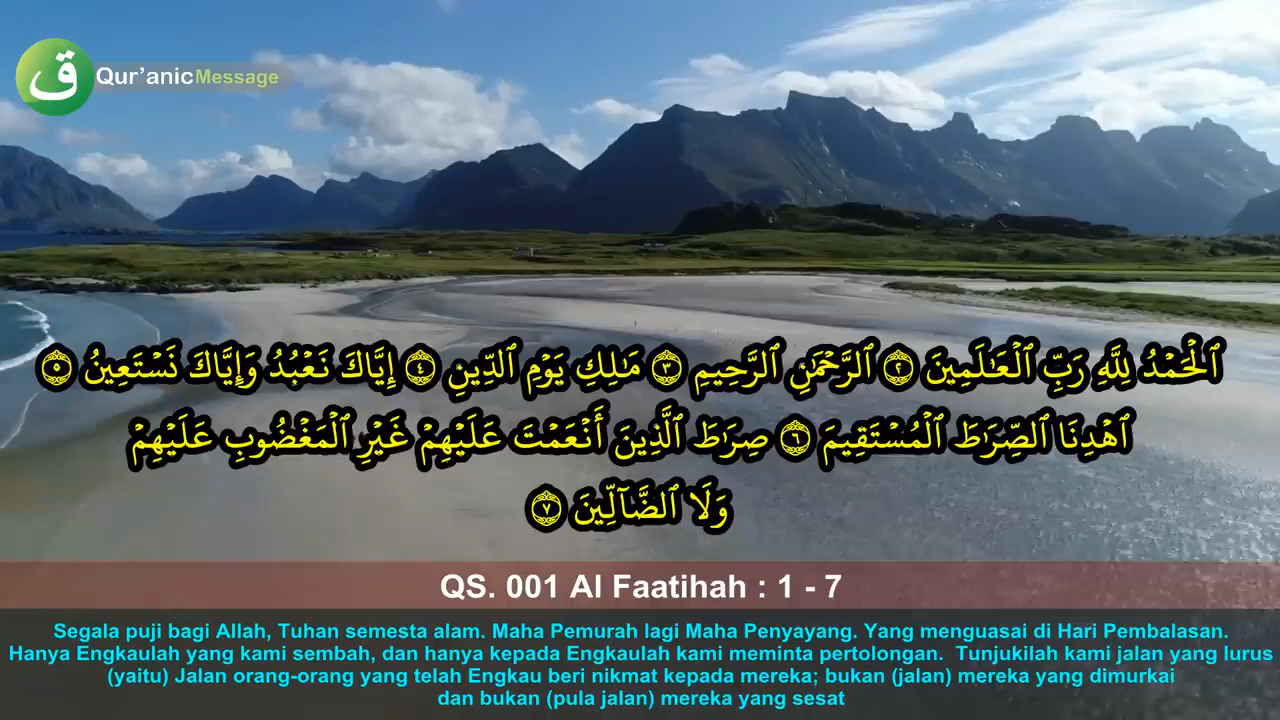 ق
Qur’anicMessage
ٱلْحَمْدُ لِلَّهِ رَبِّ ٱلْعَـٰلَمِينَ ٢ ٱلرَّحْمَـٰنِ ٱلرَّحِيمِ ٣ مَـٰلِكِ يَوْمِ ٱلدِّينِ ٤ إِيَّاكَ نَعْبُدُ وَإِيَّاكَ نَسْتَعِينُ ٥
ٱهْدِنَا ٱلصِّرَٰطَ ٱلْمُسْتَقِيمَ ٦ صِرَٰطَ ٱلَّذِينَ أَنْعَمْتَ عَلَيْهِمْ غَيْرِ ٱلْمَغْضُوبِ عَلَيْهِمْ
وَلَا ٱلضَّآلِّينَ ٧
QS. 001 Al Faatihah : 1 - 7
Segala puji bagi Allah, Tuhan semesta alam. Maha Pemurah lagi Maha Penyayang. Yang menguasai di Hari Pembalasan.
Hanya Engkaulah yang kami sembah, dan hanya kepada Engkaulah kami meminta pertolongan.  Tunjukilah kami jalan yang lurus
(yaitu) Jalan orang-orang yang telah Engkau beri nikmat kepada mereka; bukan (jalan) mereka yang dimurkai
dan bukan (pula jalan) mereka yang sesat